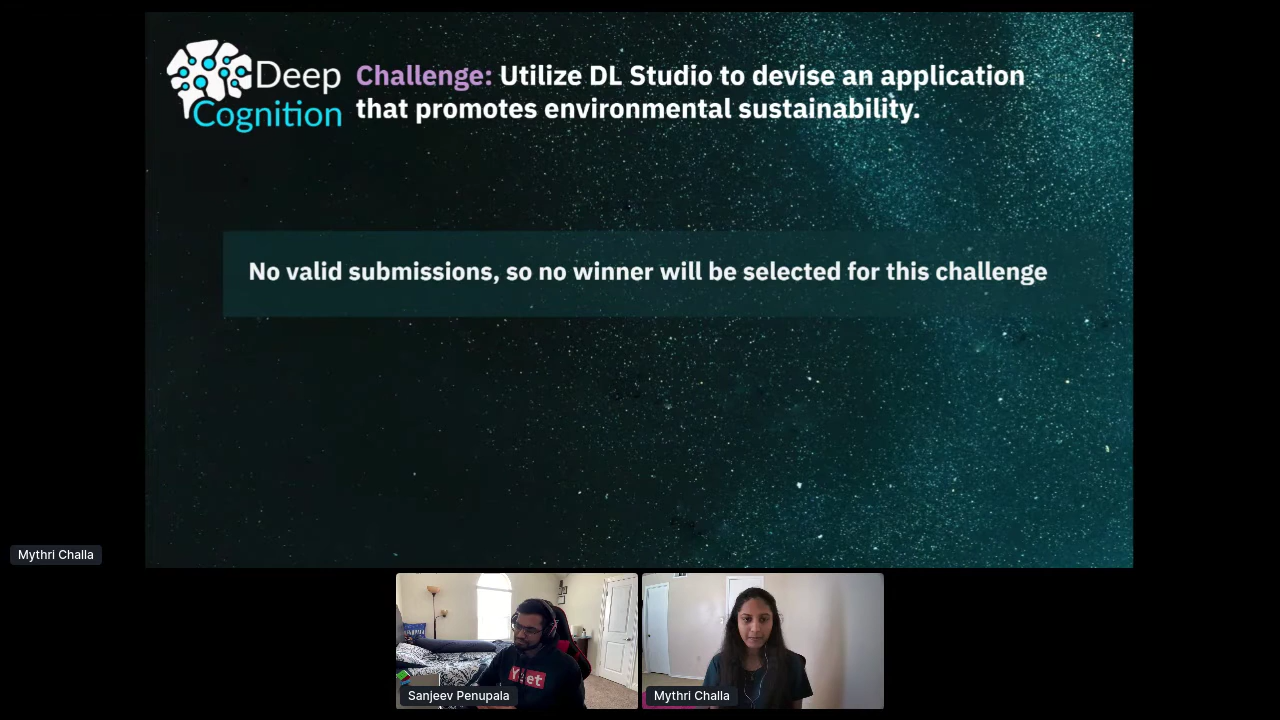 Deep
Cognition
Challenge: Utilize DL Studio to devise an application
that promotes environmental sustainability.
No valid submissions, so no winner will be selected for this challenge
Mythri Challa
Yeet
Sanjeev Penupala
Mythri Challa